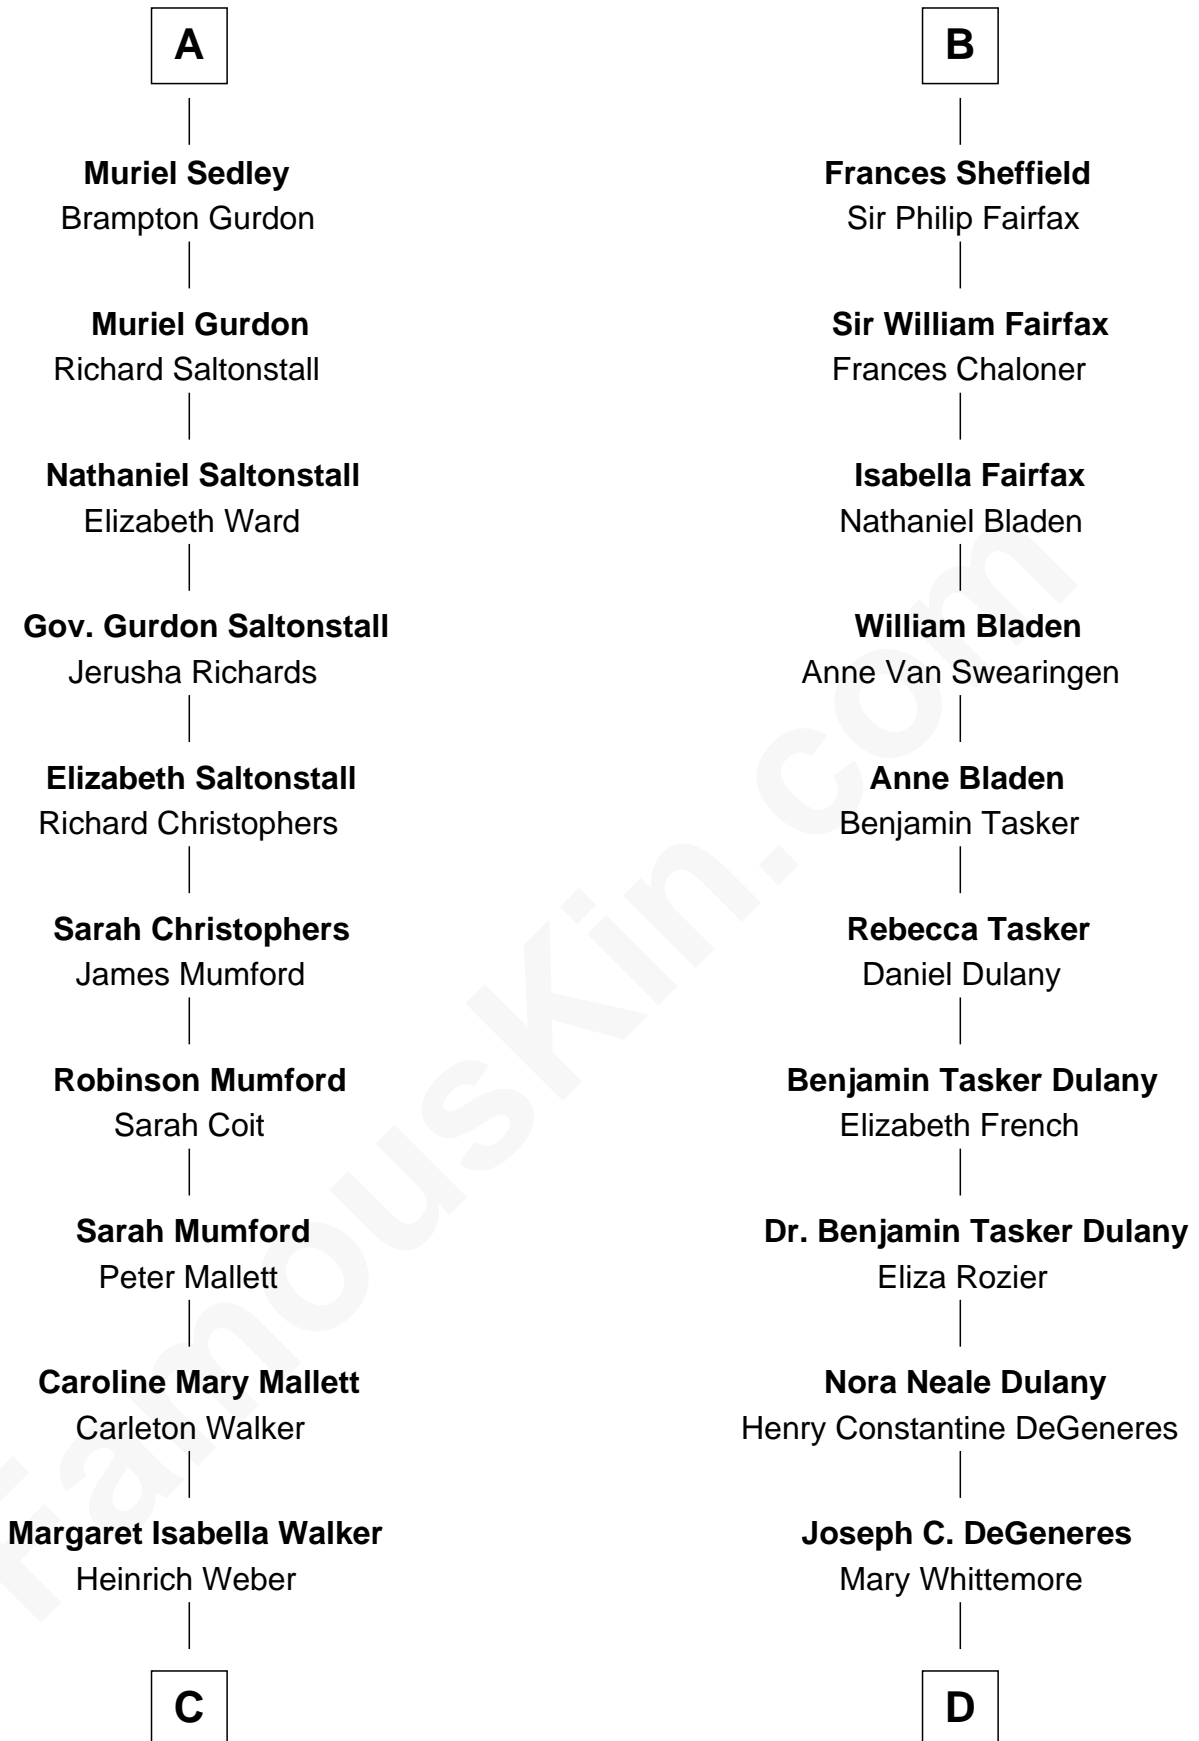 A
Muriel Sedley
Brampton Gurdon
Muriel Gurdon
Richard Saltonstall
Nathaniel Saltonstall
Elizabeth Ward
Gov. Gurdon Saltonstall
Jerusha Richards
Elizabeth Saltonstall
Richard Christophers
Sarah Christophers
James Mumford
Robinson Mumford
Sarah Coit
Sarah Mumford
Peter Mallett
Caroline Mary Mallett
Carleton Walker
Margaret Isabella Walker
Heinrich Weber
C
B
Frances Sheffield
Sir Philip Fairfax
Sir William Fairfax
Frances Chaloner
Isabella Fairfax
Nathaniel Bladen
William Bladen
Anne Van Swearingen
Anne Bladen
Benjamin Tasker
Rebecca Tasker
Daniel Dulany
Benjamin Tasker Dulany
Elizabeth French
Dr. Benjamin Tasker Dulany
Eliza Rozier
Nora Neale Dulany
Henry Constantine DeGeneres
Joseph C. DeGeneres
Mary Whittemore
D
FamousKin.com